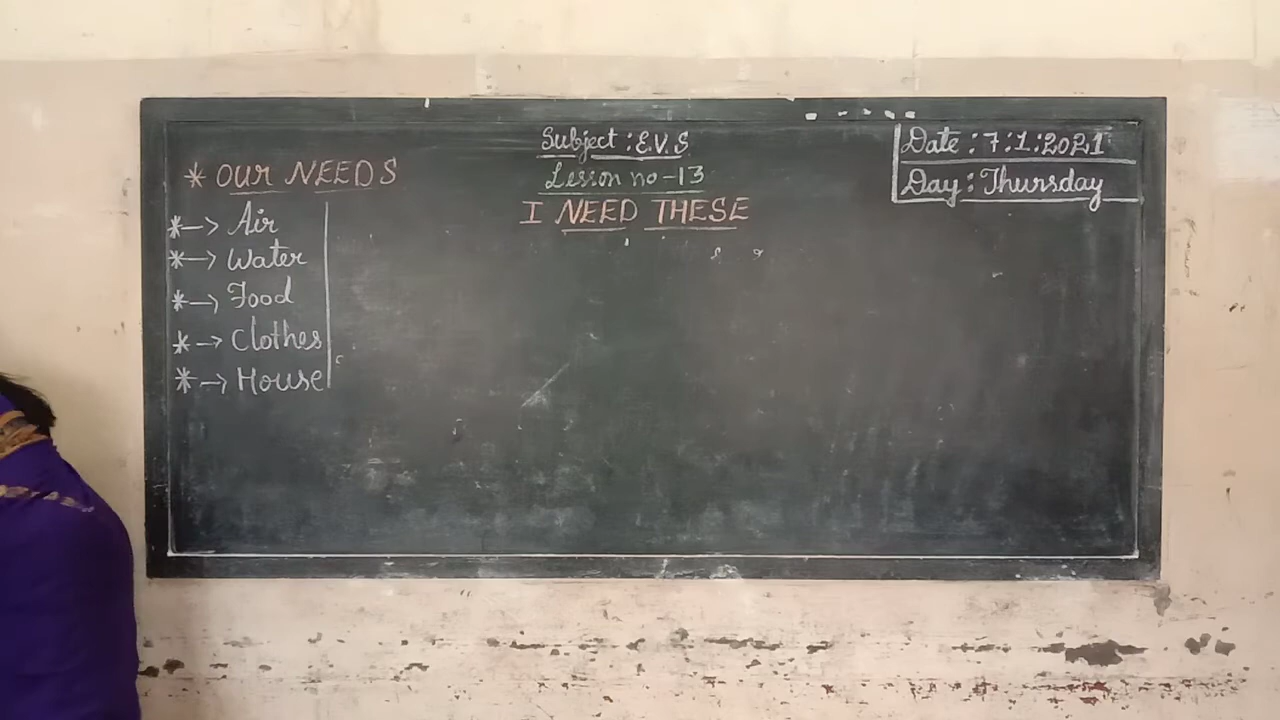 Subject : E.V.S
Lesson no - 13
I NEED THESE
Date : 7:1:2021
Day : Thursday
* OUR NEEDS
*-> Air
*-> Water
*-> Food
*-> Clothes
*-> House